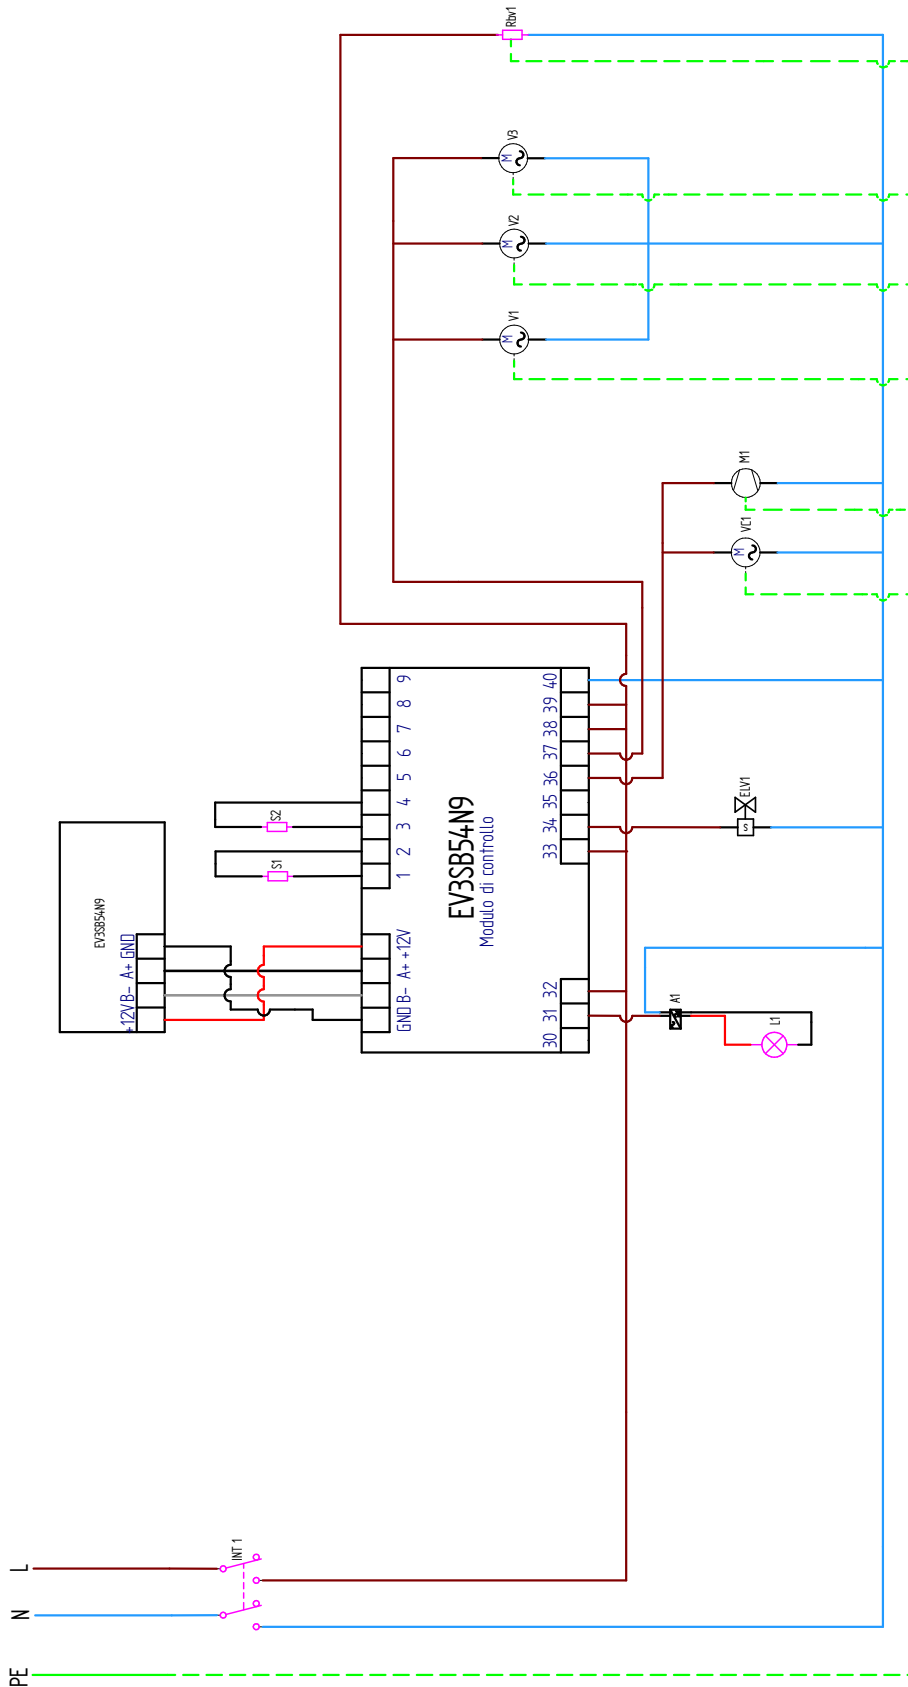 PE
N
L
INT 1
EV3SB54N9
+12V B- A+ GND
S1
S2
GND B- A+ +12V
1 2 3 4 5 6 7 8 9
EV3SB54N9
Modulo di controllo
30 31 32
33 34 35 36 37 38 39 40
A1
L1
ELV1
S
VC1
M
M1
V1
M
V2
M
V3
M
Rbv1